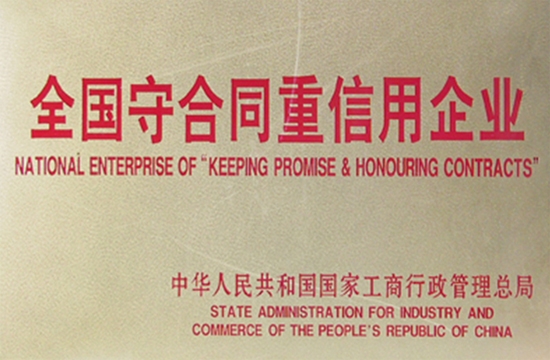 全国守合同重信用企业
NATIONAL ENTERPRISE OF "KEEPING PROMISE & HONOURING CONTRACTS"
中华人民共和国国家工商行政管理总局
STATE ADMINISTRATION FOR INDUSTRY AND
COMMERCE OF THE PEOPLE'S REPUBLIC OF CHINA